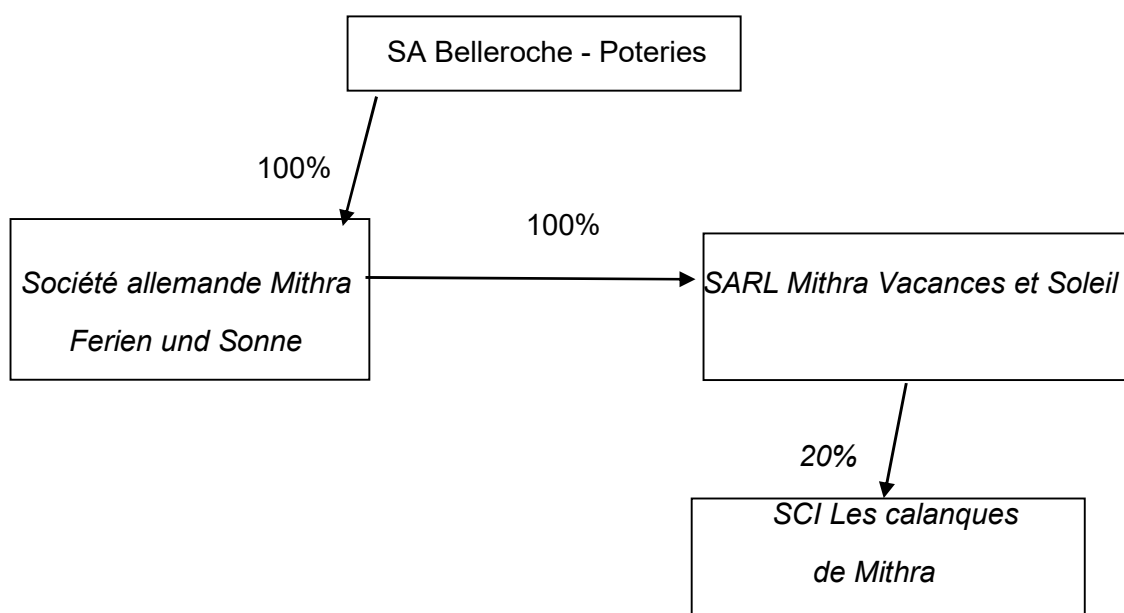 SA Belleroche - Poteries
100%
100%
Société allemande Mithra
Ferien und Sonne
SARL Mithra Vacances et Soleil
20%
SCI Les calanques
de Mithra